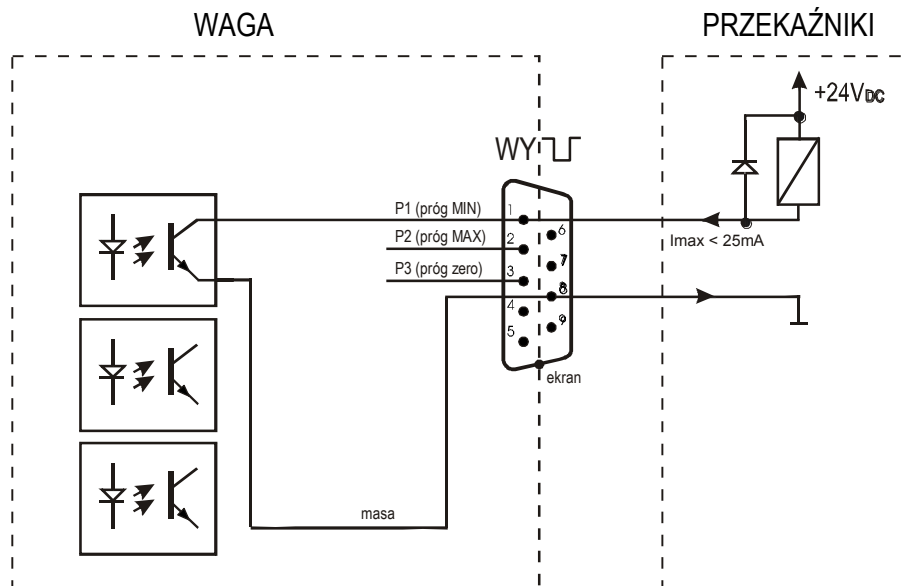 WAGA
PRZEKAŹNIKI
+24VDC
WY
P1 (próg MIN)
1
6
Imax < 25mA
P2 (próg MAX)
2
7
P3 (próg zero)
3
8
4
9
5
ekran
masa